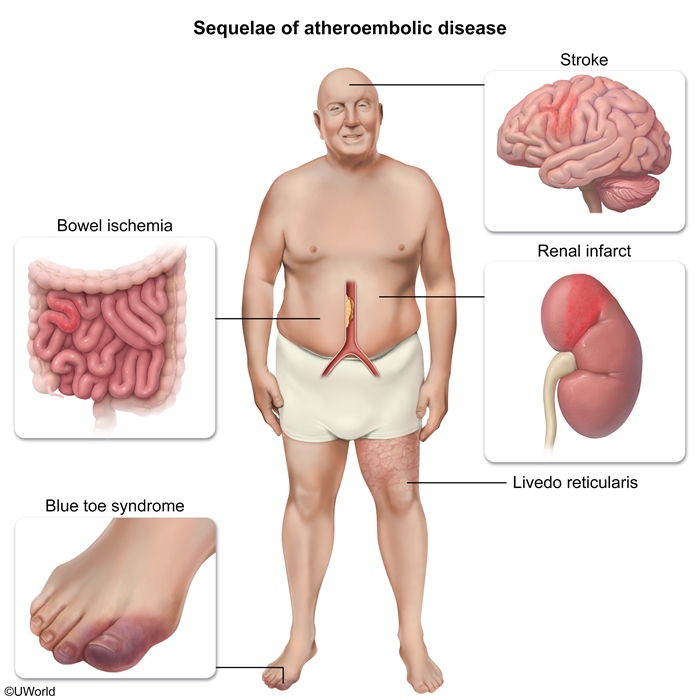 Sequelae of atheroembolic disease
Stroke
Bowel ischemia
Renal infarct
Livedo reticularis
Blue toe syndrome
©UWorld